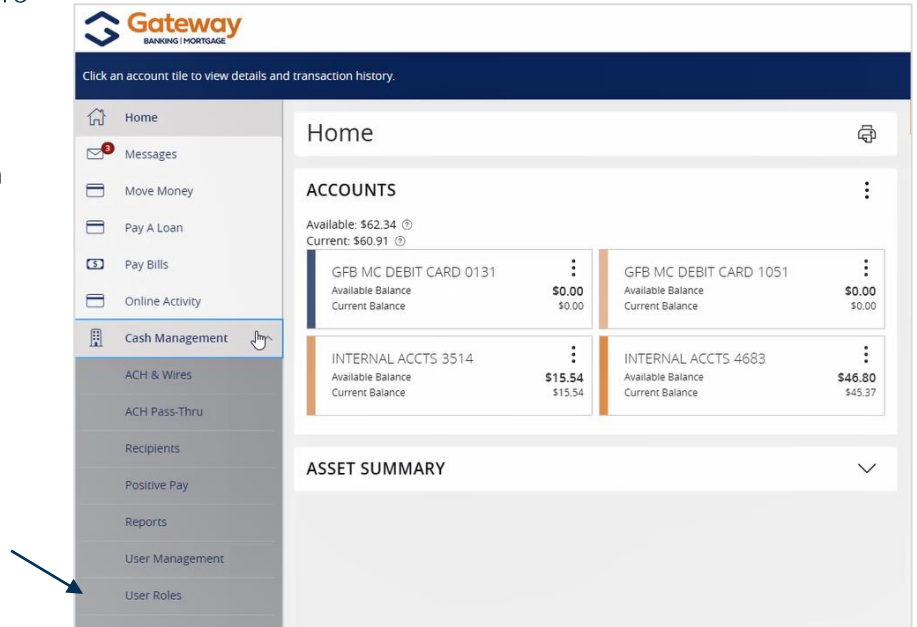 Gateway
BANKING | MORTGAGE
Click an account tile to view details and transaction history.
Home
3
Messages
Move Money
Pay A Loan
Pay Bills
Online Activity
Cash Management
ACH & Wires
ACH Pass-Thru
Recipients
Positive Pay
Reports
User Management
User Roles
Home
ACCOUNTS
Available: $62.34 ?
Current: $60.91 ?
GFB MC DEBIT CARD 0131
Available Balance $0.00
Current Balance $0.00
GFB MC DEBIT CARD 1051
Available Balance $0.00
Current Balance $0.00
INTERNAL ACCTS 3514
Available Balance $15.54
Current Balance $15.54
INTERNAL ACCTS 4683
Available Balance $46.80
Current Balance $45.37
ASSET SUMMARY